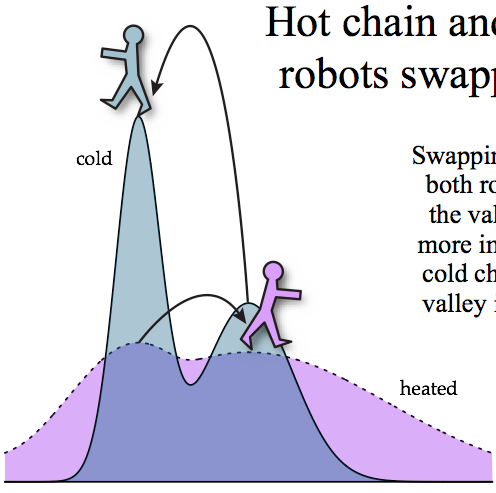 Hot chain and
robots swapp
cold
Swappin
both ro
the val
more in
cold ch
valley
heated